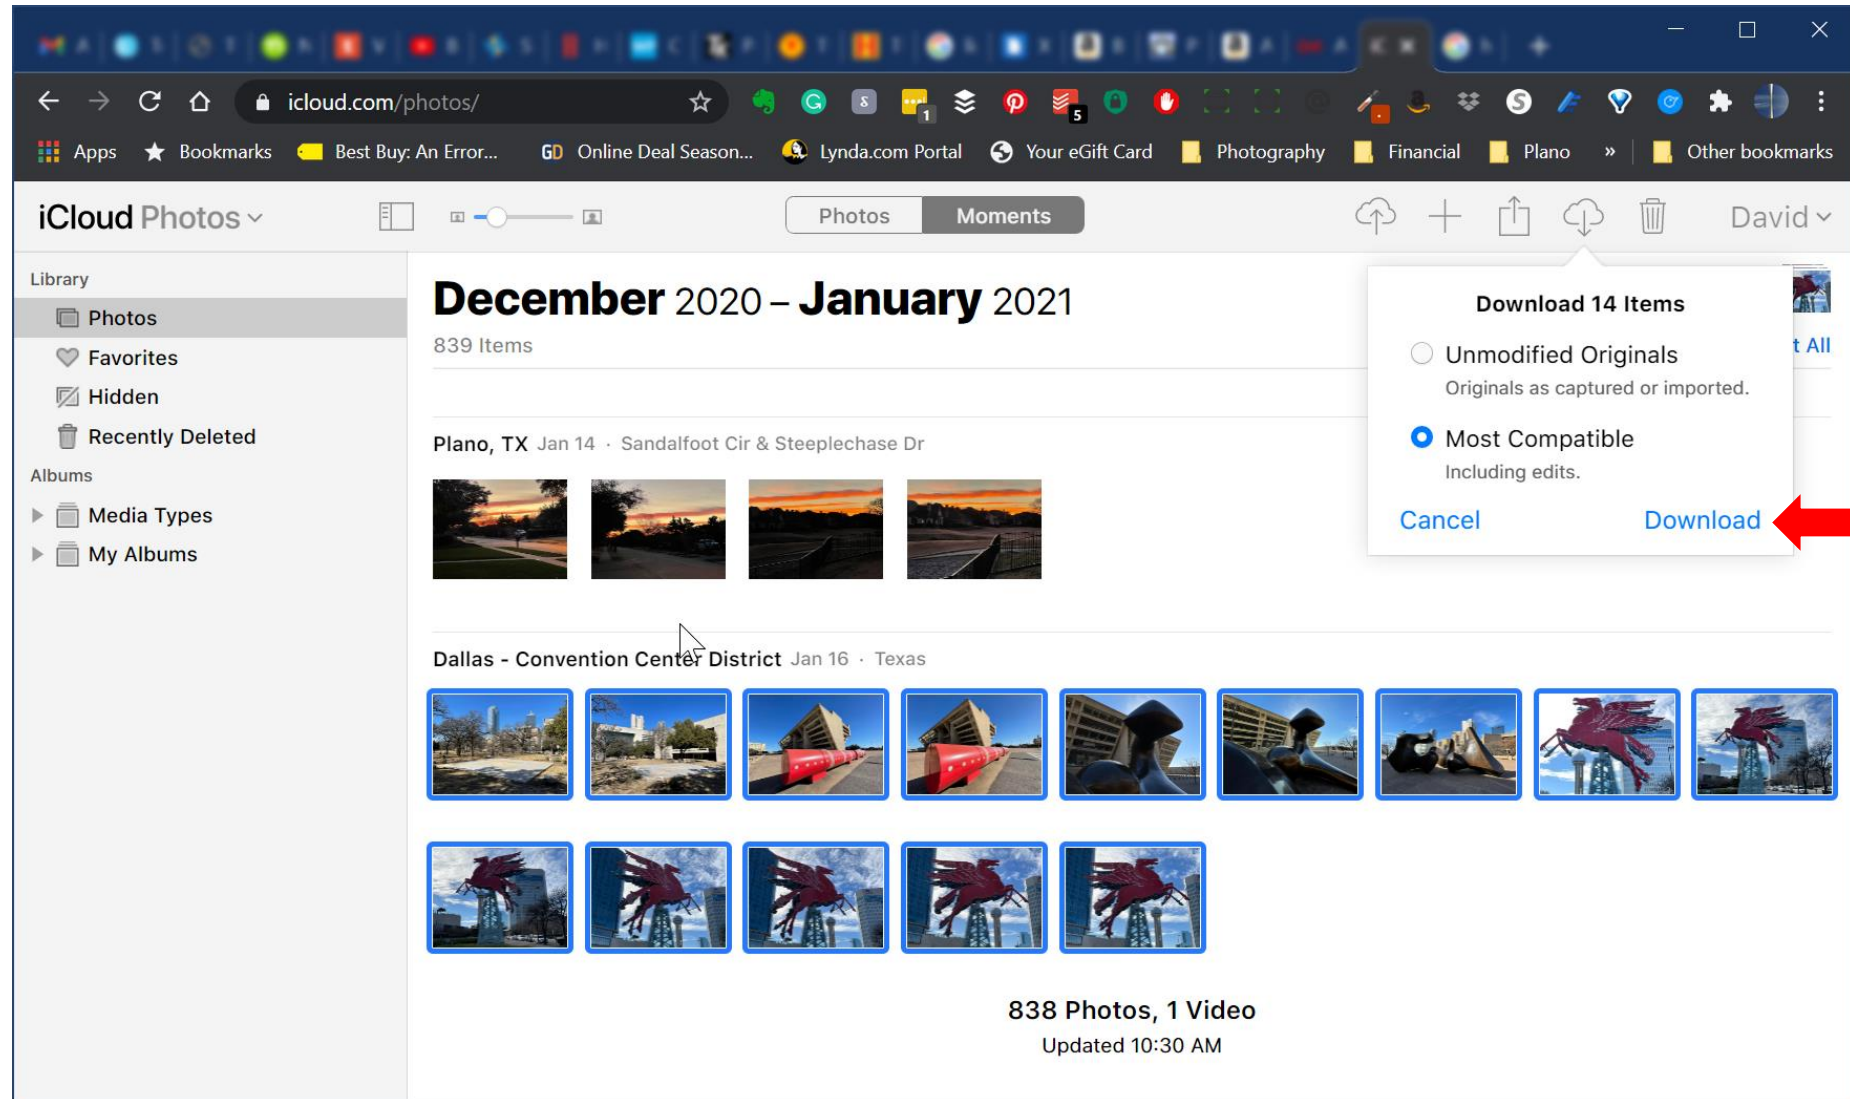 icloud.com/photos/
1
5
Apps Bookmarks Best Buy: An Error... GD Online Deal Season... Lynda.com Portal Your eGift Card Photography Financial Plano » Other bookmarks
iCloud Photos Photos Moments David
Library
Photos
Favorites
Hidden
Recently Deleted
Albums
Media Types
My Albums
December 2020 – January 2021
839 Items
t All
Plano, TX Jan 14 · Sandalfoot Cir & Steeplechase Dr
Dallas - Convention Center District Jan 16 · Texas
838 Photos, 1 Video
Updated 10:30 AM
Download 14 Items
Unmodified Originals
Originals as captured or imported.
Most Compatible
Including edits.
Cancel Download